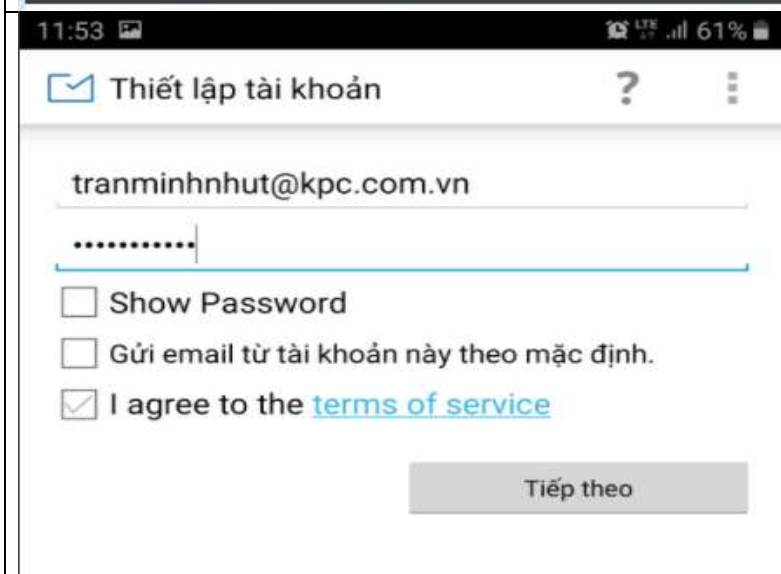 11:53 LTE 61%
Thiết lập tài khoản ?
tranminhnhut@kpc.com.vn
•••••••••••
Show Password
Gửi email từ tài khoản này theo mặc định.
I agree to the terms of service
Tiếp theo